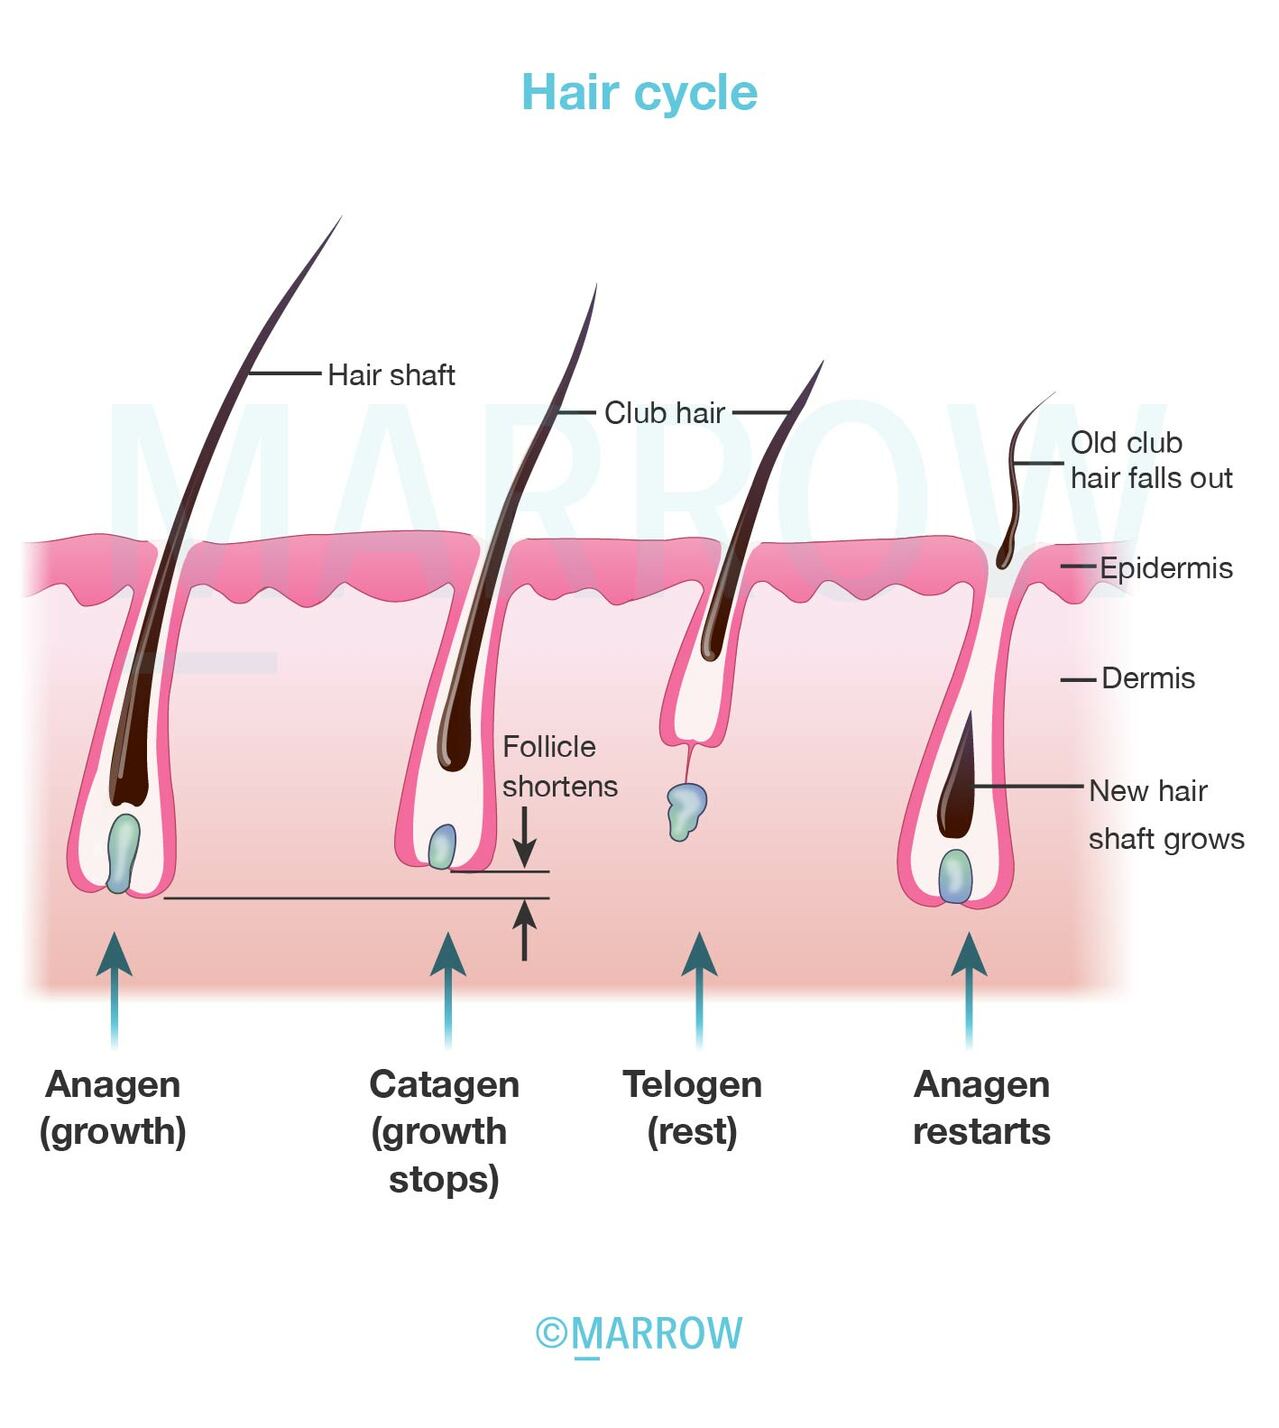 Hair cycle
Hair shaft
Club hair
Old club
hair falls out
Epidermis
Dermis
Follicle
shortens
New hair
shaft grows
Anagen
(growth)
Catagen
(growth
stops)
Telogen
(rest)
Anagen
restarts
MARROW
©MARROW